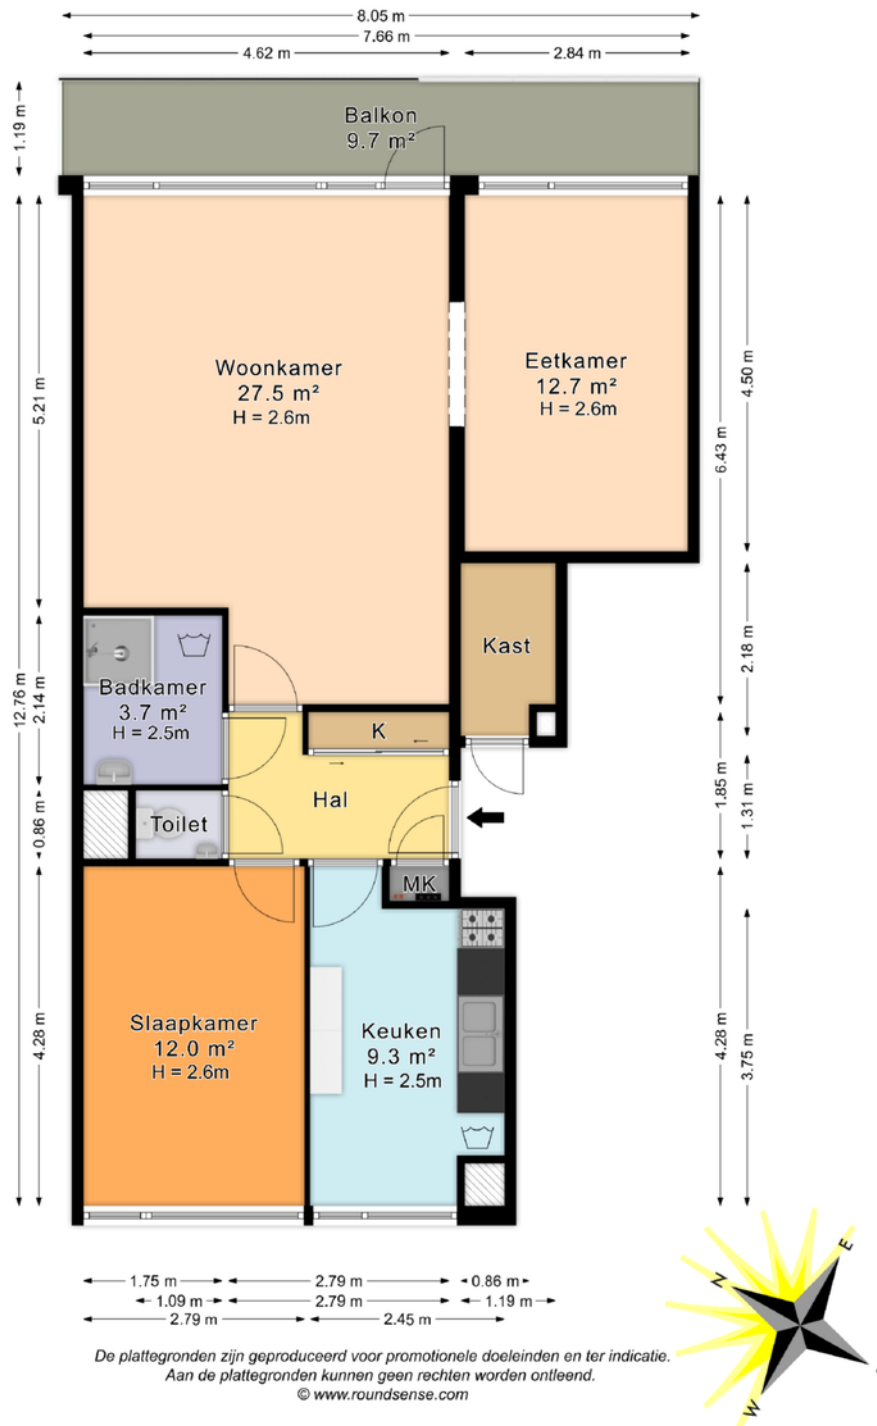 8.05 m
7.66 m
4.62 m
2.84 m
1.19 m
Balkon
9.7 m²
5.21 m
12.76 m
2.14 m
0.86 m
4.28 m
Woonkamer
27.5 m²
H = 2.6m
Eetkamer
12.7 m²
H = 2.6m
6.43 m
4.50 m
2.18 m
1.85 m
1.31 m
4.28 m
3.75 m
Kast
Badkamer
3.7 m²
H = 2.5m
K
Hal
Toilet
MK
Slaapkamer
12.0 m²
H = 2.6m
Keuken
9.3 m²
H = 2.5m
1.75 m
2.79 m
0.86 m
1.09 m
2.79 m
1.19 m
2.79 m
2.45 m
N
E
W
De plattegronden zijn geproduceerd voor promotionele doeleinden en ter indicatie.
Aan de plattegronden kunnen geen rechten worden ontleend.
© www.roundsense.com